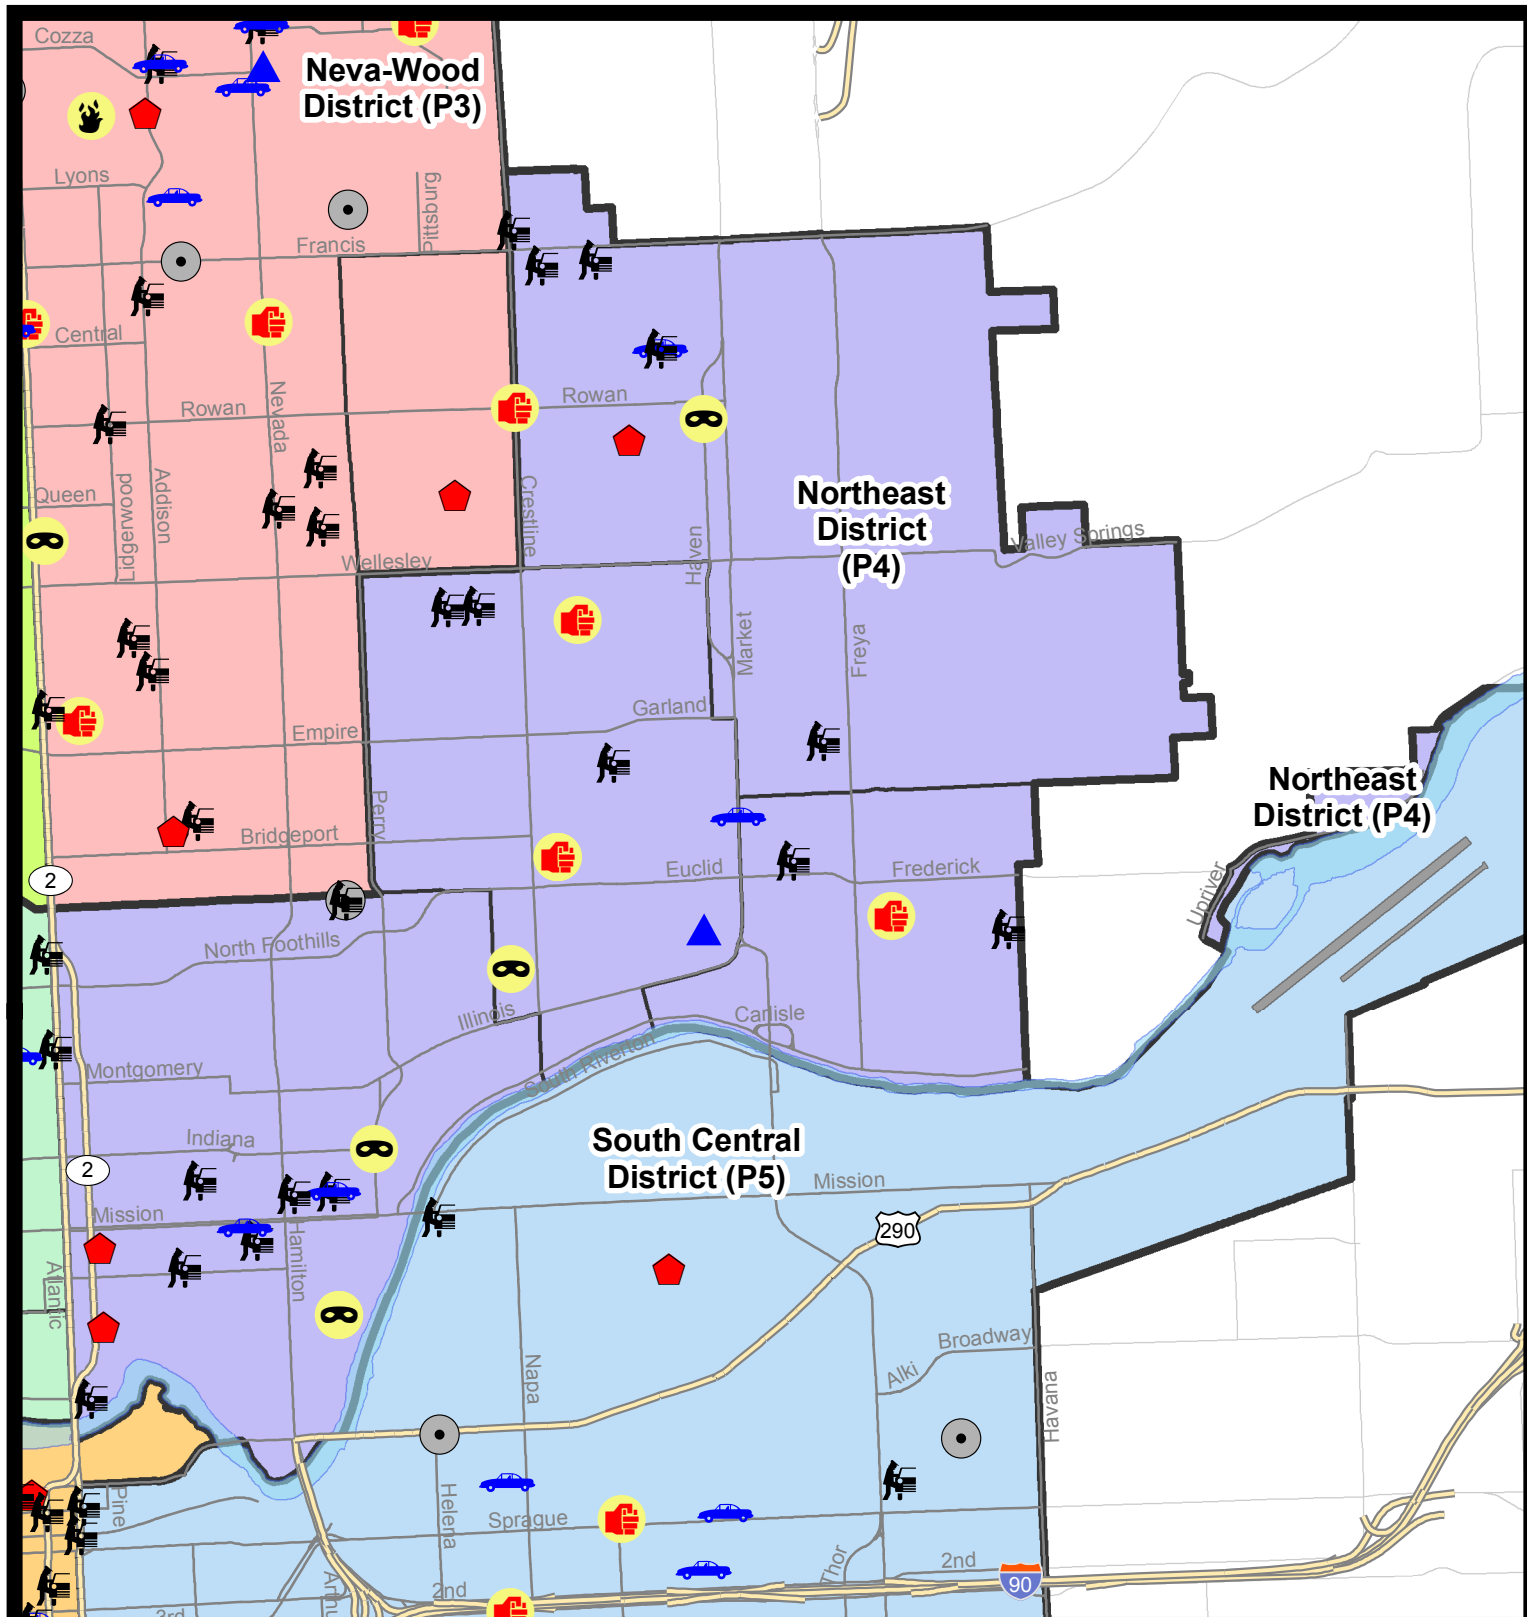 Cozza
Neva-Wood
District (P3)
Lyons
Pittsburg
Francis
Central
Nevada
Rowan
Rowan
Queen
Lidgerwood
Addison
Crestline
Northeast
District
(P4)
Haven
Valley Springs
Wellesley
Market
Freya
Garland
Empire
Northeast
District (P4)
Perry
Bridgeport
Euclid
Frederick
Upriver
2
North Foothills
Illinois
Carlisle
South Riverton
Montgomery
Indiana
South Central
District (P5)
2
Mission
Mission
290
Hamilton
Atlantic
Broadway
Napa
Alki
Havana
Pine
Helena
Sprague
Thor
2nd
2nd
90
3rd